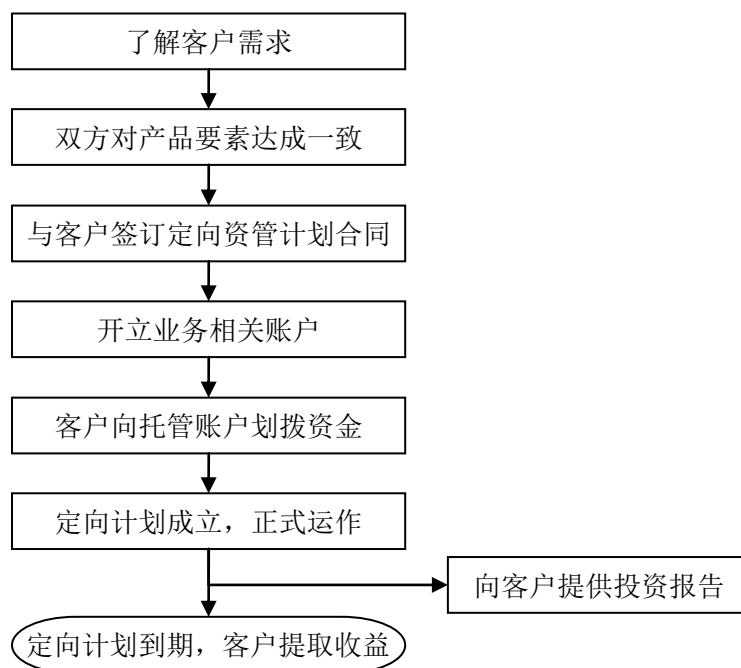 了解客户需求
双方对产品要素达成一致
与客户签订定向资管计划合同
开立业务相关账户
客户向托管账户划拨资金
定向计划成立，正式运作
向客户提供投资报告
定向计划到期，客户提取收益